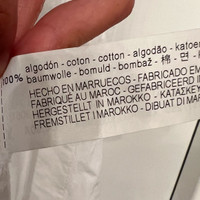 100% algodón - coton - cotton - algodão - katoen
baumwolle - bomuld - bombaž - 棉 - 면 -
HECHO EN MARRUECOS - FABRICADO EM
FABRIQUÉ AU MAROC - GEFABRICEERD IN
HERGESTELLT IN MAROKKO - ΚΑΤΑΣΚΕΥ
FREMSTILLET I MAROKKO - DIBUAT DI MAR